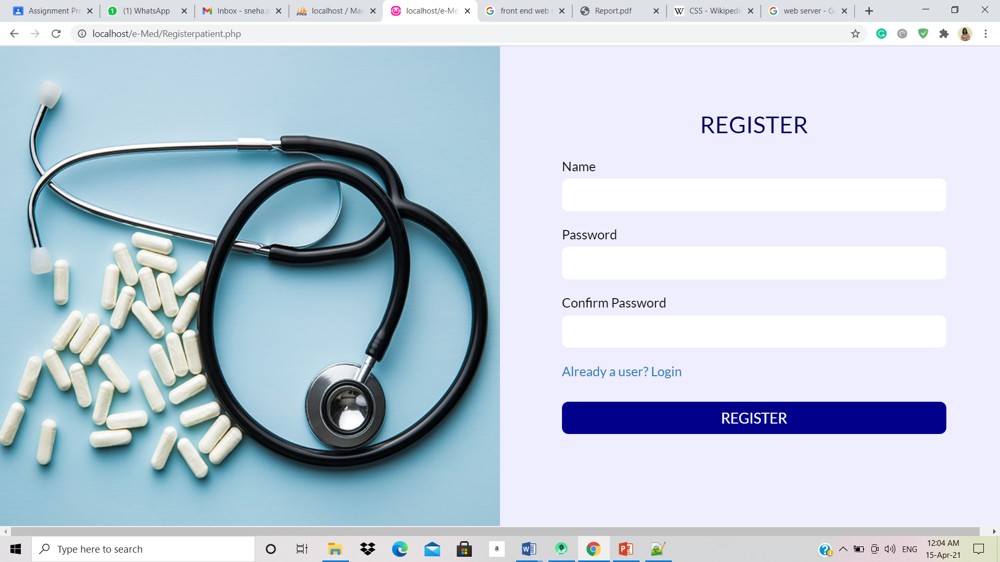 Assignment Pre
(1) WhatsApp
Inbox - sneha.s
localhost / Mar
localhost/e-Me
front end web
Report.pdf
CSS - Wikipedia
web server - Go
localhost/e-Med/Registerpatient.php
REGISTER
Name
Password
Confirm Password
Already a user? Login
REGISTER
Type here to search
ENG
12:04 AM
15-Apr-21